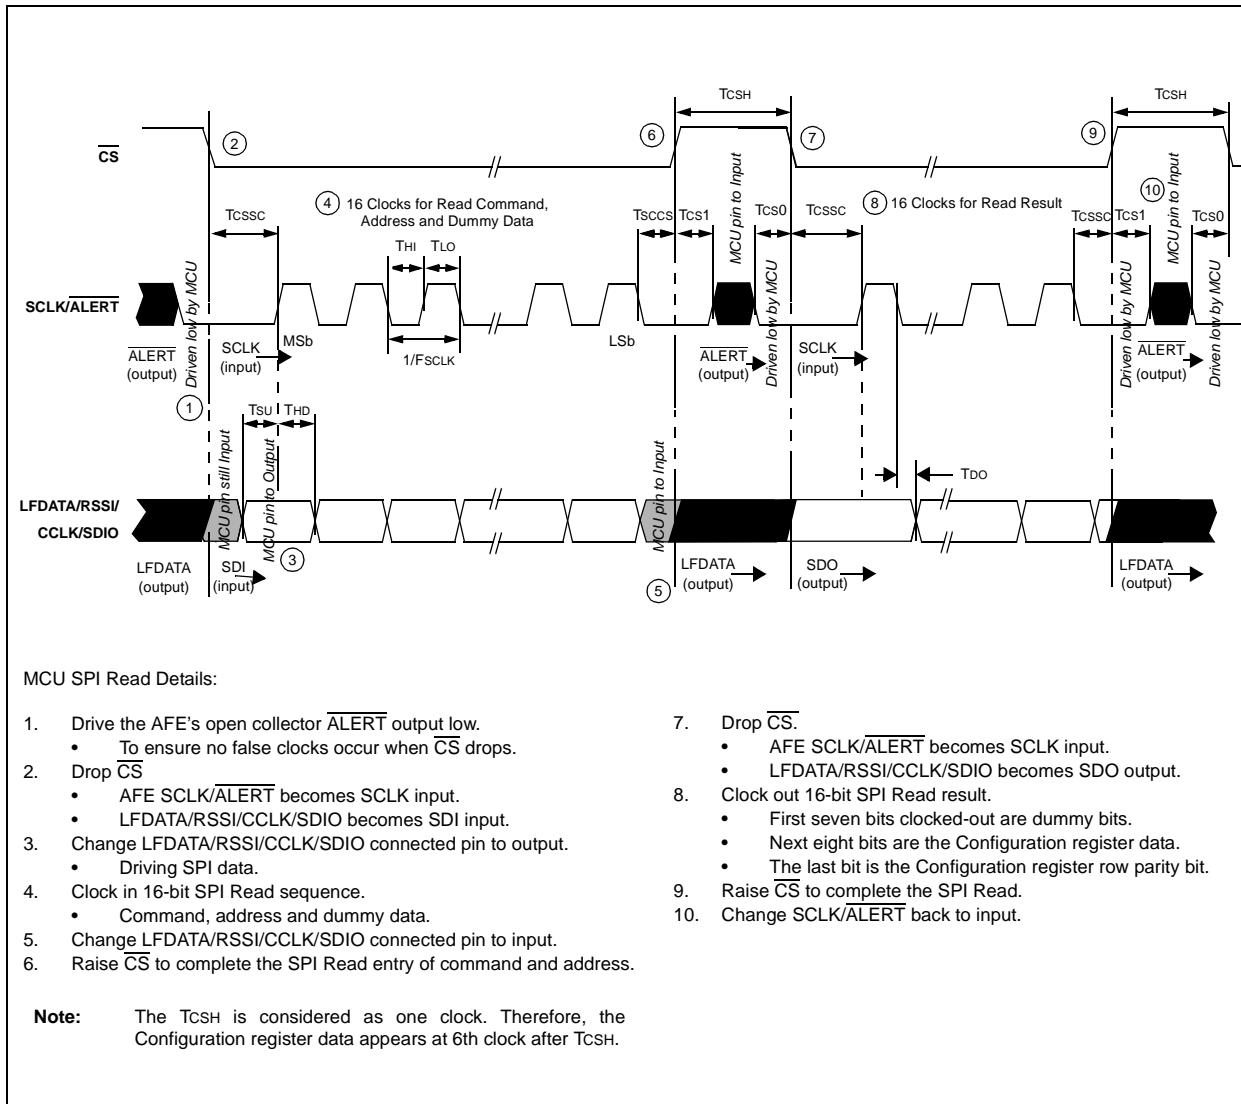 TCSH
TCSH
CS
2
6
7
9
10
4 16 Clocks for Read Command,
Address and Dummy Data
8 16 Clocks for Read Result
MCU pin to Input
MCU pin to Input
TCSSC
THI
TLO
TSCCS
TCS1
TCS0
TCSSC
TCSSC
TCS1
TCS0
SCLK/ALERT
Driven low by MCU
Driven low by MCU
Driven low by MCU
Driven low by MCU
MSb
LSb
1/FSCLK
ALERT
(output)
SCLK
(input)
ALERT
(output)
SCLK
(input)
ALERT
(output)
1
TSU
THD
MCU pin still Input
MCU pin to Output
MCU pin to Input
TDO
LFDATA/RSSI/
CCLK/SDIO
3
5
LFDATA
(output)
SDI
(input)
LFDATA
(output)
SDO
(output)
LFDATA
(output)
MCU SPI Read Details:
1. Drive the AFE's open collector ALERT output low.
• To ensure no false clocks occur when CS drops.
2. Drop CS
• AFE SCLK/ALERT becomes SCLK input.
• LFDATA/RSSI/CCLK/SDIO becomes SDI input.
3. Change LFDATA/RSSI/CCLK/SDIO connected pin to output.
• Driving SPI data.
4. Clock in 16-bit SPI Read sequence.
• Command, address and dummy data.
5. Change LFDATA/RSSI/CCLK/SDIO connected pin to input.
6. Raise CS to complete the SPI Read entry of command and address.
7. Drop CS.
• AFE SCLK/ALERT becomes SCLK input.
• LFDATA/RSSI/CCLK/SDIO becomes SDO output.
8. Clock out 16-bit SPI Read result.
• First seven bits clocked-out are dummy bits.
• Next eight bits are the Configuration register data.
• The last bit is the Configuration register row parity bit.
9. Raise CS to complete the SPI Read.
10. Change SCLK/ALERT back to input.
Note: The TCSH is considered as one clock. Therefore, the
Configuration register data appears at 6th clock after TCSH.